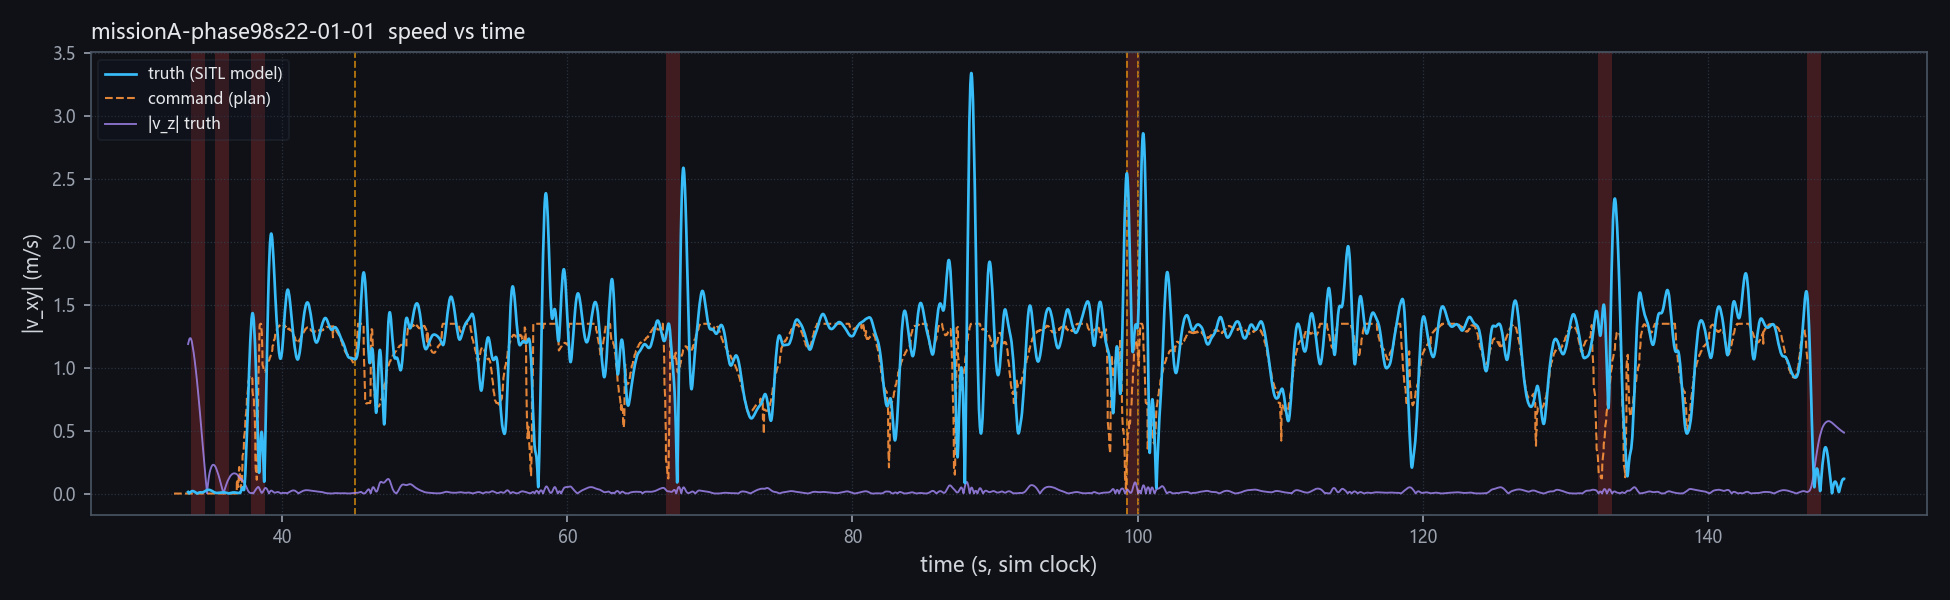 missionA-phase98s22-01-01 speed vs time
truth (SITL model)
command (plan)
|v_z| truth
|v_xy| (m/s)
3.5
3.0
2.5
2.0
1.5
1.0
0.5
0.0
40
60
80
100
120
140
time (s, sim clock)